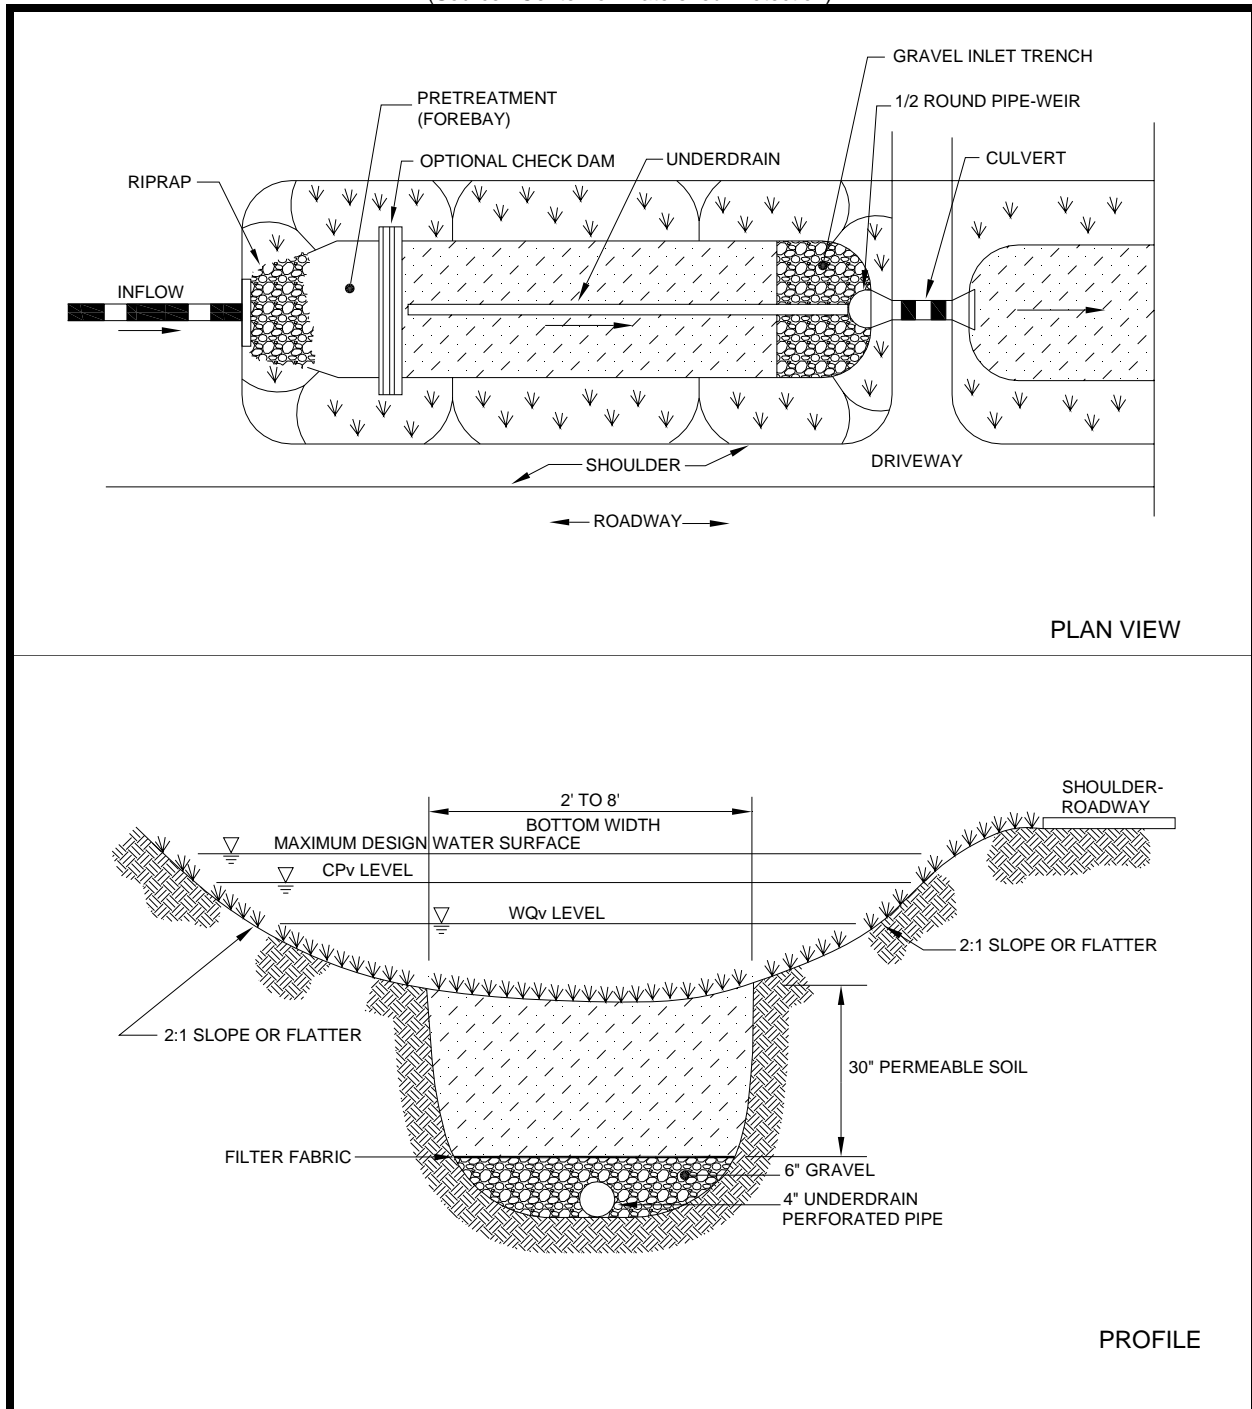 GRAVEL INLET TRENCH
PRETREATMENT
(FOREBAY)
1/2 ROUND PIPE-WEIR
OPTIONAL CHECK DAM
UNDERDRAIN
CULVERT
RIPRAP
INFLOW
SHOULDER
DRIVEWAY
ROADWAY
PLAN VIEW
SHOULDER-
ROADWAY
2' TO 8'
BOTTOM WIDTH
MAXIMUM DESIGN WATER SURFACE
CPv LEVEL
WQv LEVEL
2:1 SLOPE OR FLATTER
2:1 SLOPE OR FLATTER
30" PERMEABLE SOIL
FILTER FABRIC
6" GRAVEL
4" UNDERDRAIN
PERFORATED PIPE
PROFILE